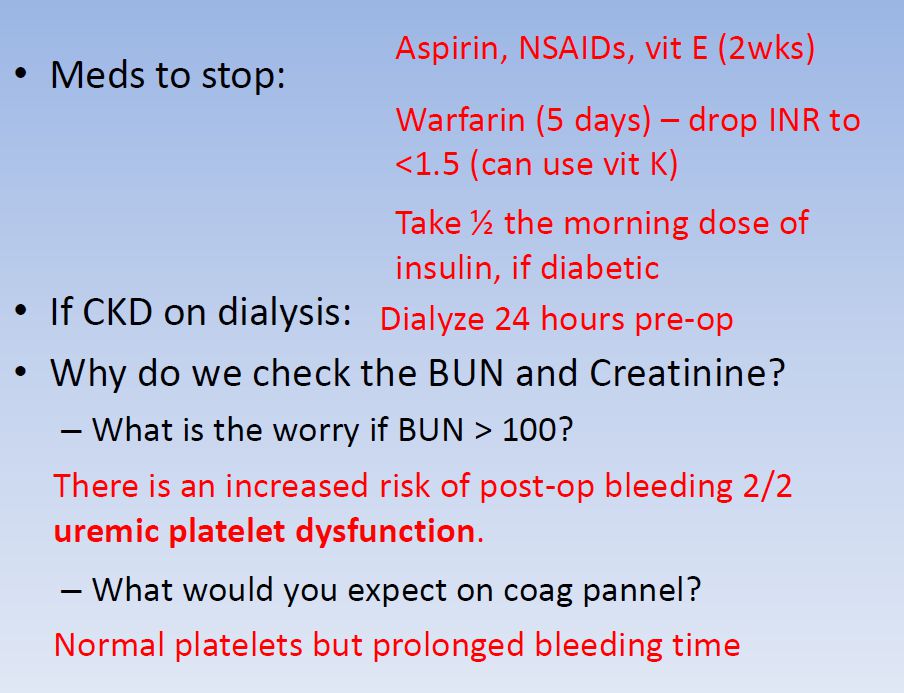 • Meds to stop:
Aspirin, NSAIDs, vit E (2wks)
Warfarin (5 days) – drop INR to
<1.5 (can use vit K)
Take ½ the morning dose of
insulin, if diabetic
• If CKD on dialysis: Dialyze 24 hours pre-op
• Why do we check the BUN and Creatinine?
– What is the worry if BUN > 100?
There is an increased risk of post-op bleeding 2/2
uremic platelet dysfunction.
– What would you expect on coag pannel?
Normal platelets but prolonged bleeding time